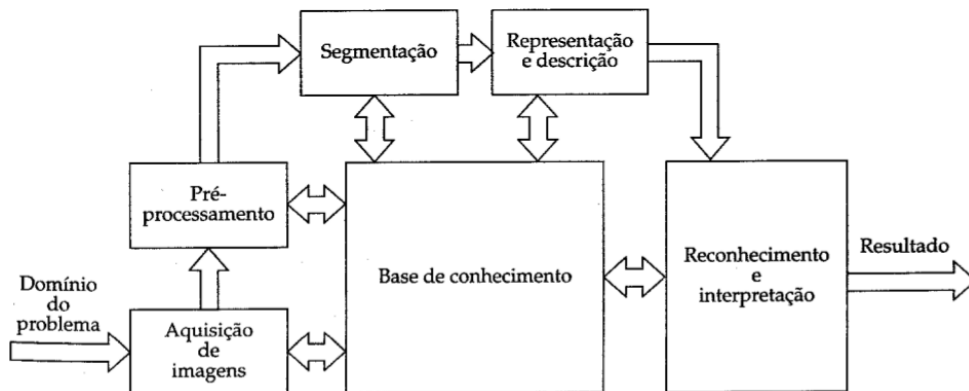 Segmentação
Representação
e descrição
Pré-
processamento
Domínio
do
problema
Aquisição
de
imagens
Base de conhecimento
Reconhecimento
e
interpretação
Resultado